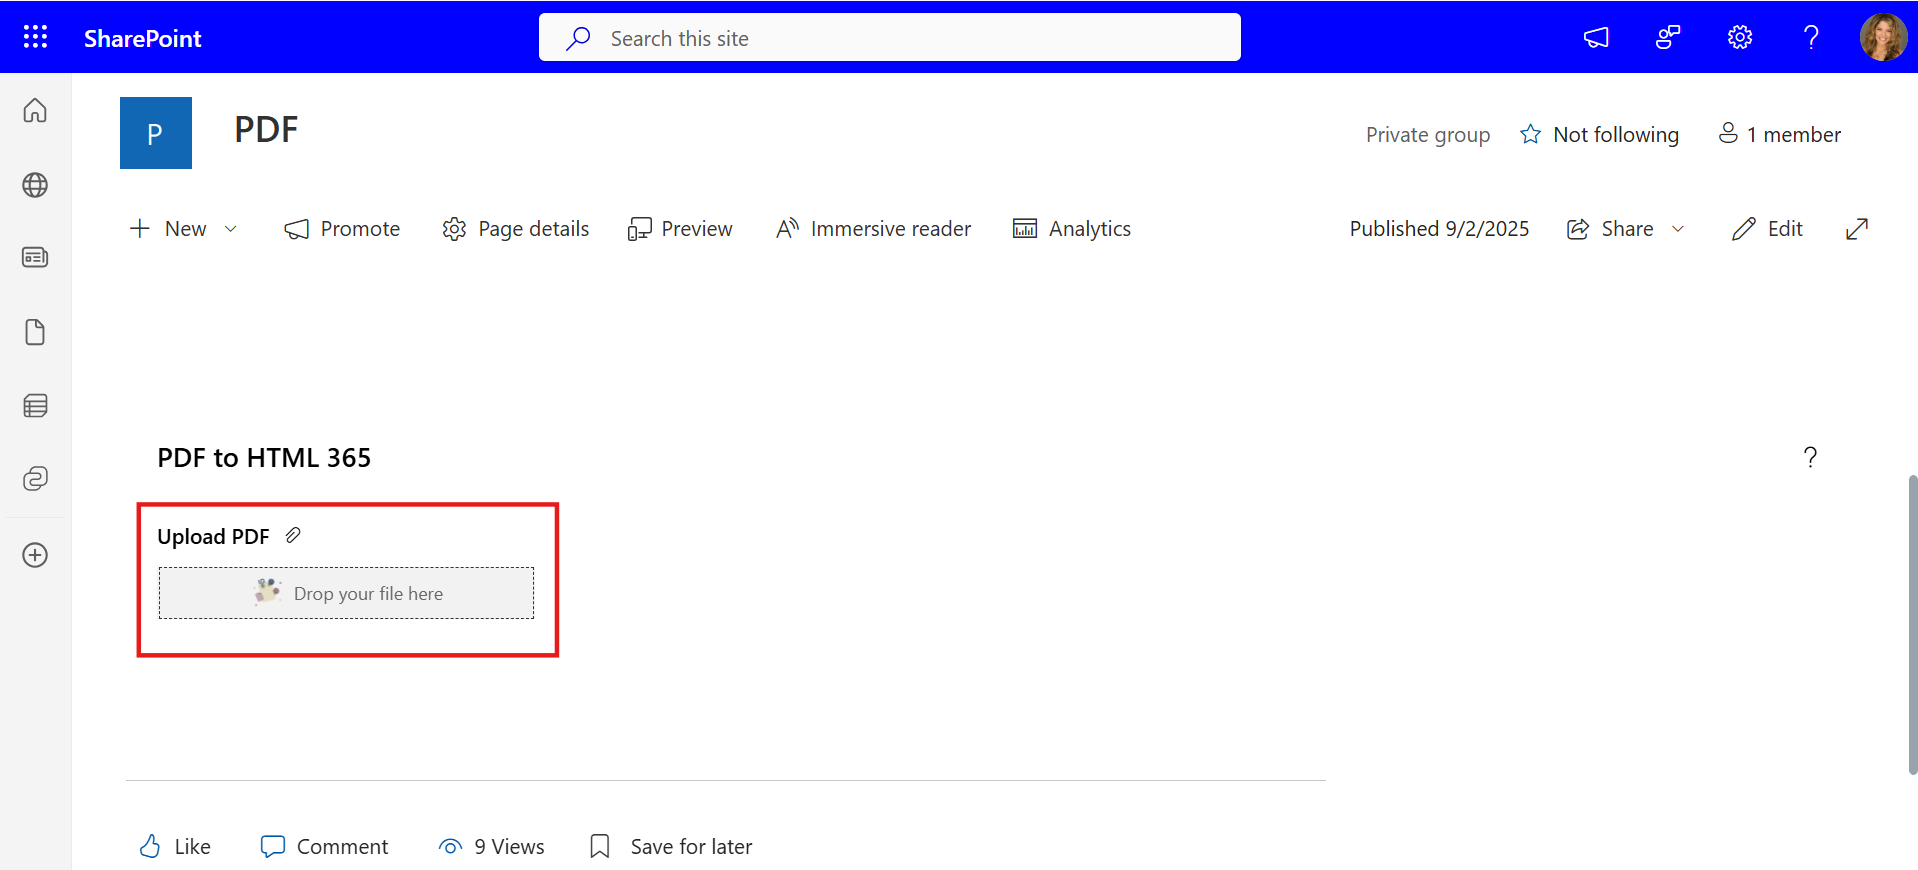 SharePoint
Search this site
?
P
PDF
Private group
Not following
1 member
New
Promote
Page details
Preview
Immersive reader
Analytics
Published 9/2/2025
Share
Edit
PDF to HTML 365
?
Upload PDF
Drop your file here
Like
Comment
9 Views
Save for later